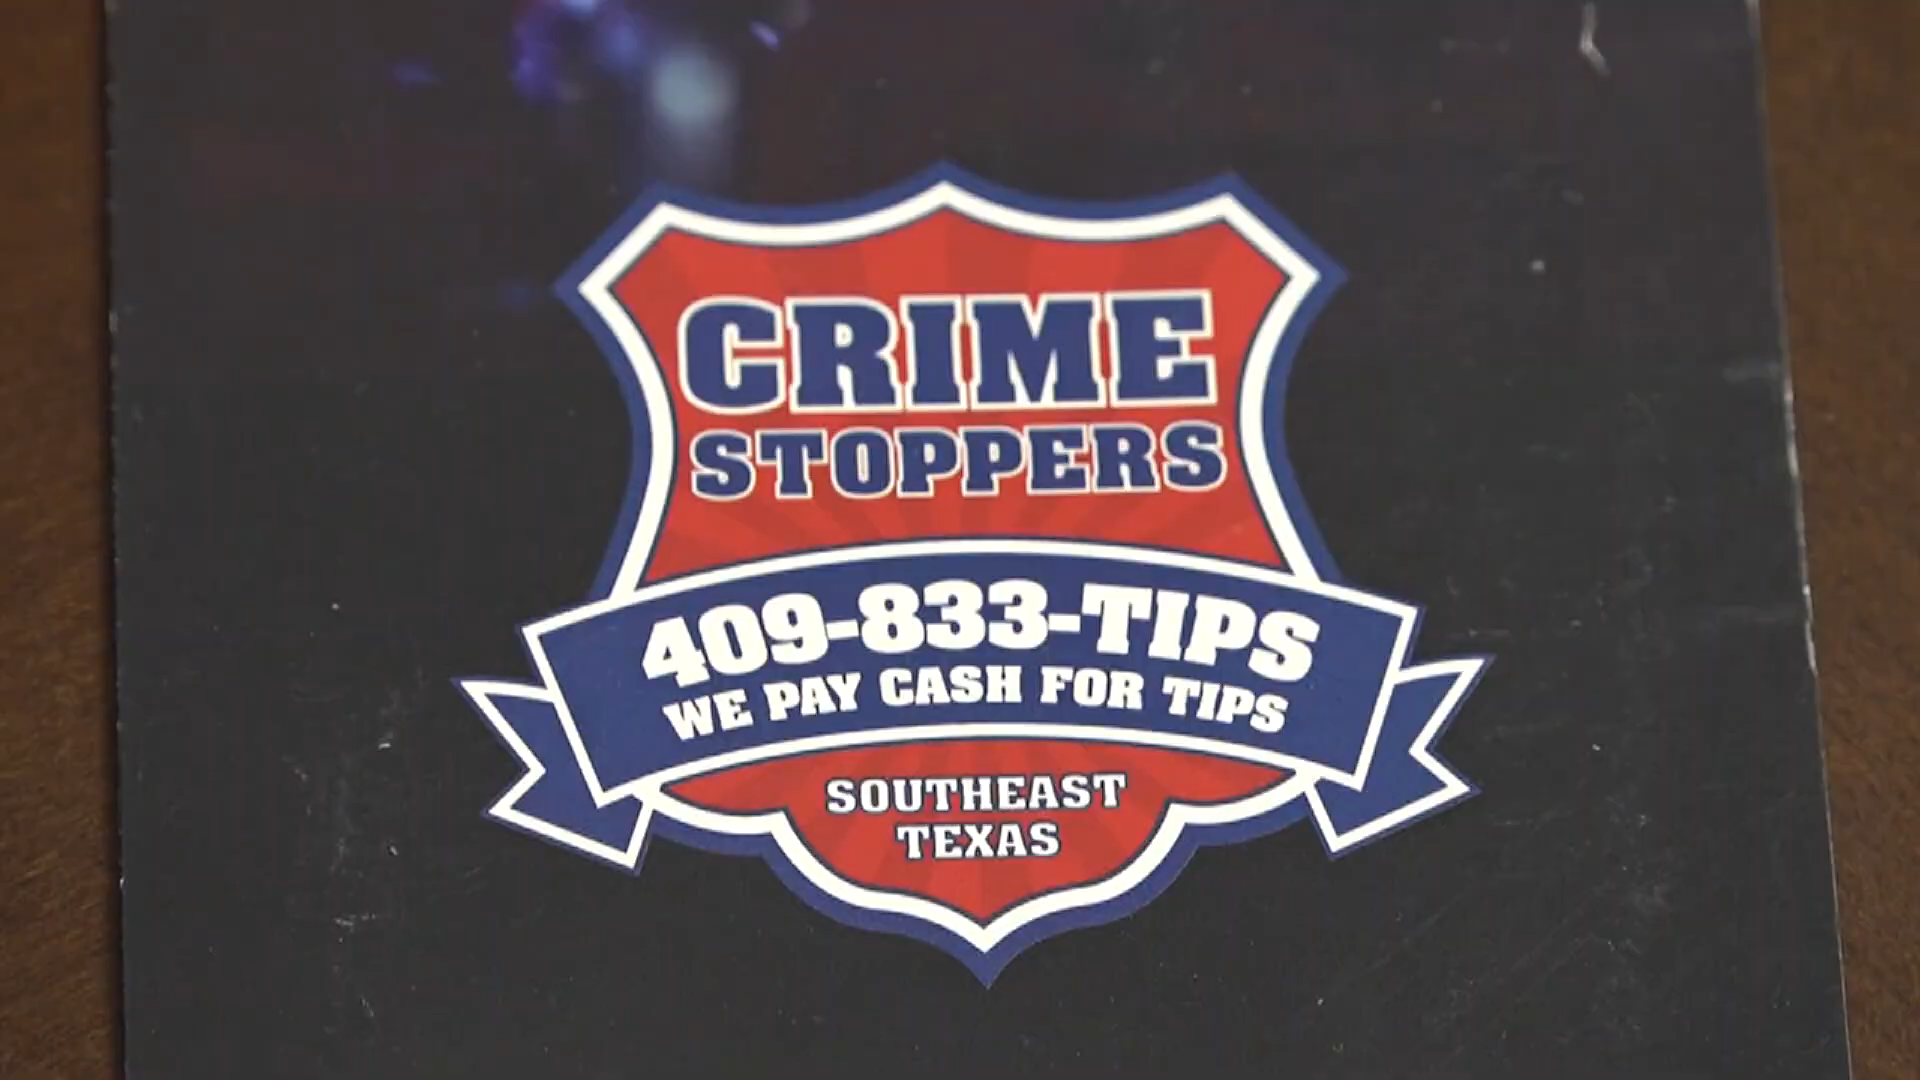 CRIME
STOPPERS
409-833-TIPS
WE PAY CASH FOR TIPS
SOUTHEAST
TEXAS